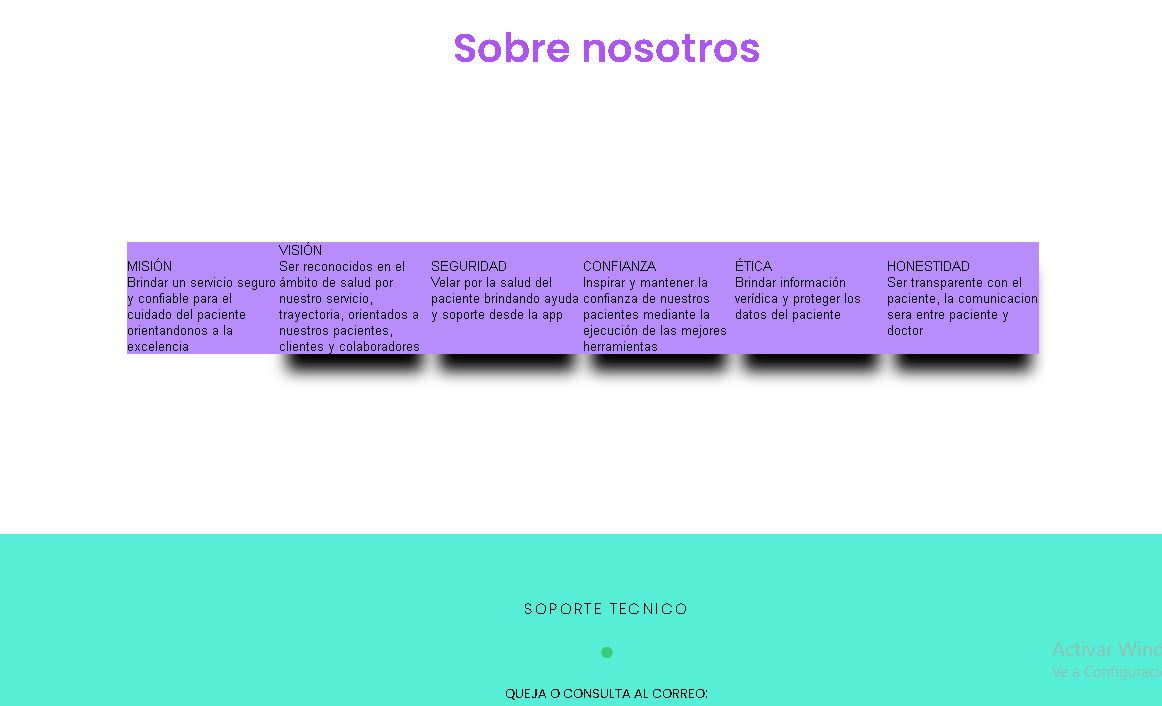 Sobre nosotros
MISIÓN
Brindar un servicio seguro
y confiable para el
cuidado del paciente
orientandonos a la
excelencia
VISIÓN
Ser reconocidos en el
ámbito de salud por
nuestro servicio,
trayectoria, orientados a
nuestros pacientes,
clientes y colaboradores
SEGURIDAD
Velar por la salud del
paciente brindando ayuda
y soporte desde la app
CONFIANZA
Inspirar y mantener la
confianza de nuestros
pacientes mediante la
ejecución de las mejores
herramientas
ÉTICA
Brindar información
verídica y proteger los
datos del paciente
HONESTIDAD
Ser transparente con el
paciente, la comunicacion
sera entre paciente y
doctor
SOPORTE TECNICO
QUEJA O CONSULTA AL CORREO:
Activar Wind
Ve a Configuraci